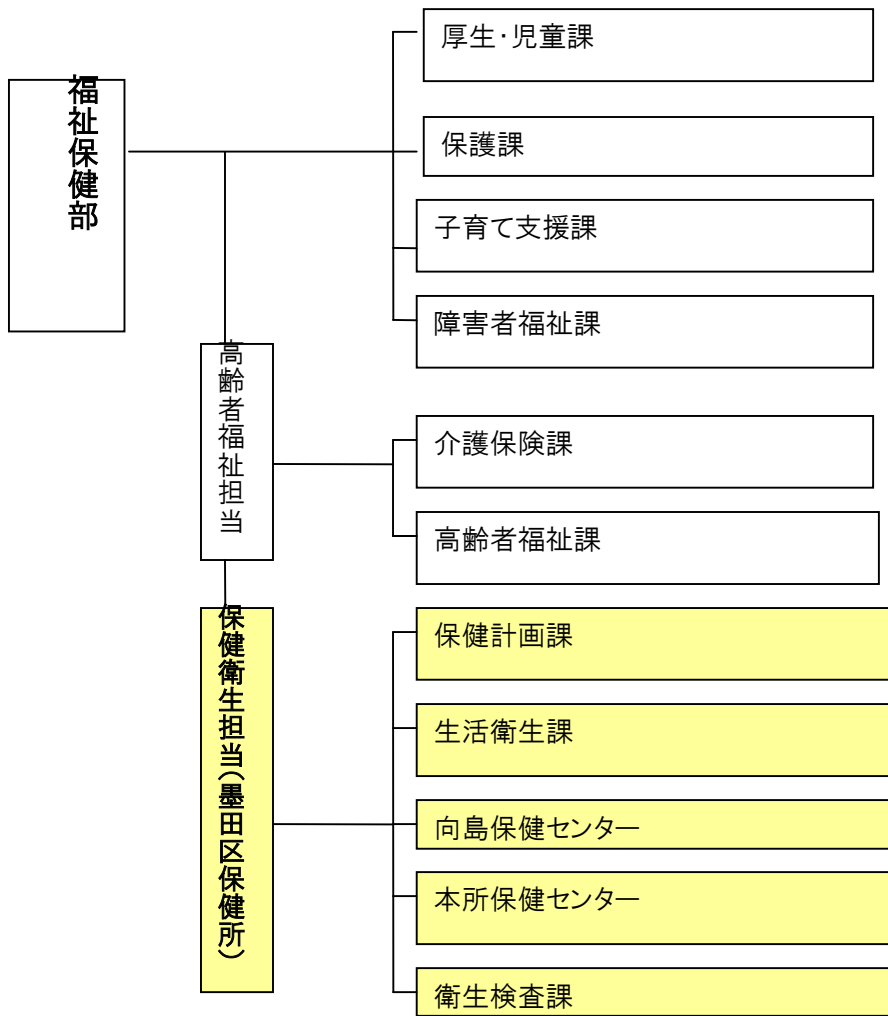 福祉保健部
厚生･児童課
保護課
子育て支援課
障害者福祉課
高齢者福祉担当
介護保険課
高齢者福祉課
保健衛生担当（墨田区保健所）
保健計画課
生活衛生課
向島保健センター
本所保健センター
衛生検査課